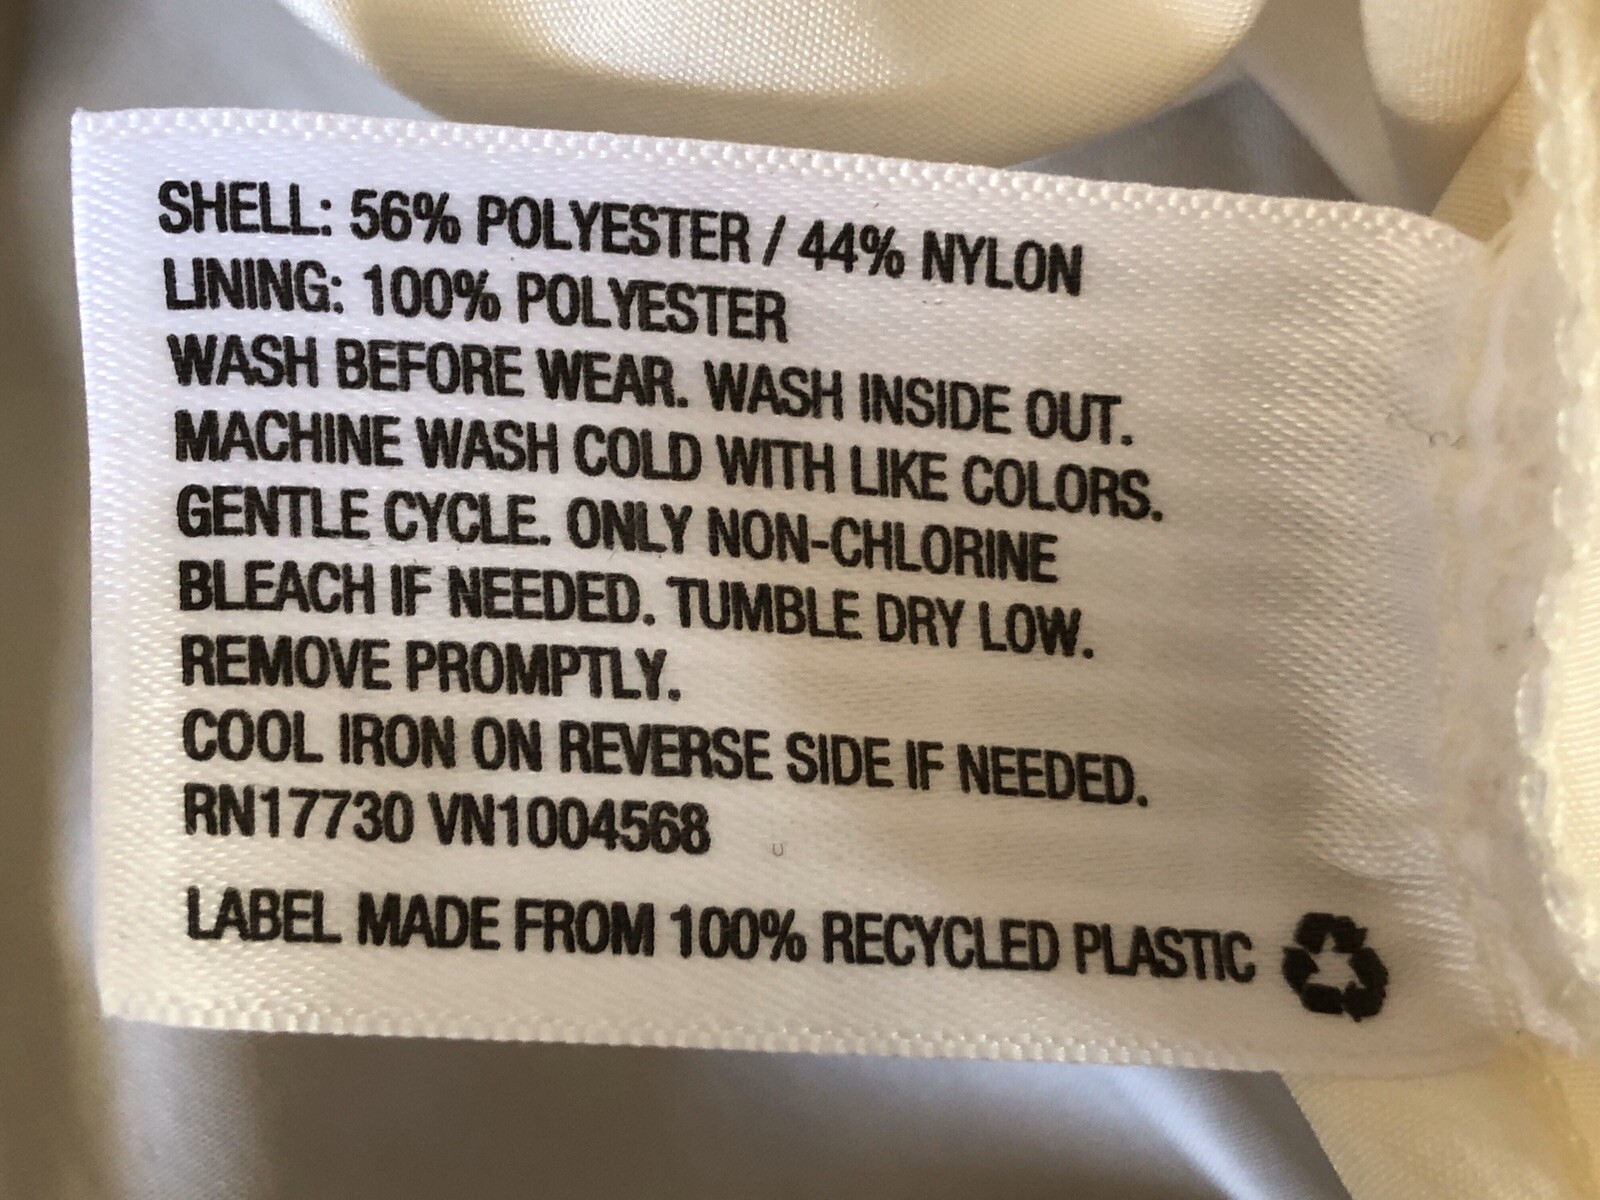 SHELL: 56% POLYESTER / 44% NYLON
LINING: 100% POLYESTER
WASH BEFORE WEAR. WASH INSIDE OUT.
MACHINE WASH COLD WITH LIKE COLORS.
GENTLE CYCLE. ONLY NON-CHLORINE
BLEACH IF NEEDED. TUMBLE DRY LOW.
REMOVE PROMPTLY.
COOL IRON ON REVERSE SIDE IF NEEDED.
RN17730 VN1004568
LABEL MADE FROM 100% RECYCLED PLASTIC